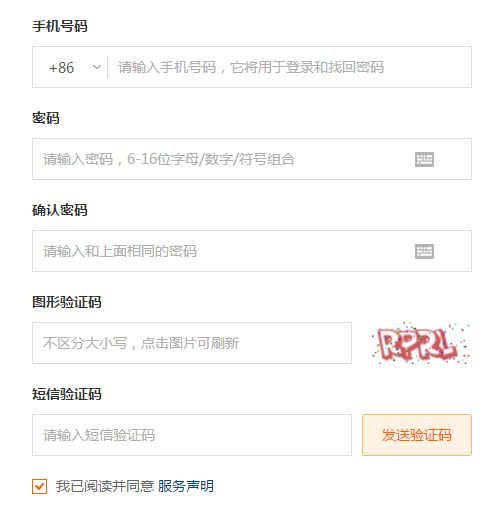 手机号码
+86 请输入手机号码，它将用于登录和找回密码
密码
请输入密码，6-16位字母/数字/符号组合
确认密码
请输入和上面相同的密码
图形验证码
不区分大小写，点击图片可刷新 RPRL
短信验证码
请输入短信验证码 发送验证码
我已阅读并同意 服务声明